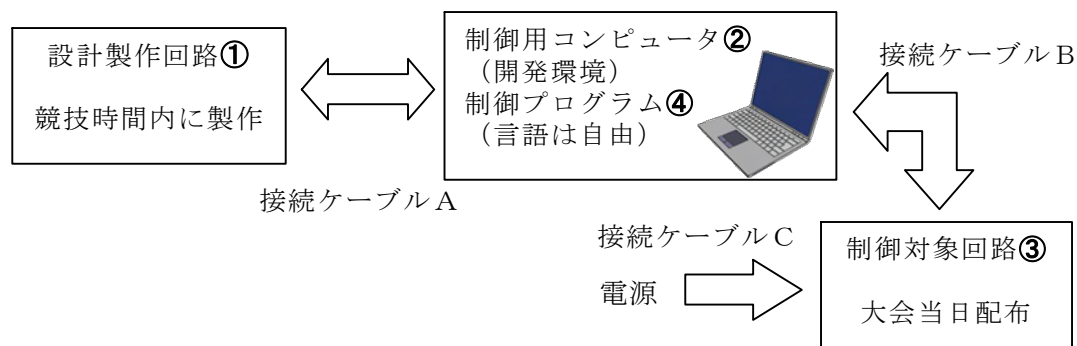 設計製作回路①
競技時間内に製作
接続ケーブルA
制御用コンピュータ②
(開発環境)
制御プログラム④
(言語は自由)
接続ケーブルB
接続ケーブルC
電源
制御対象回路③
大会当日配布